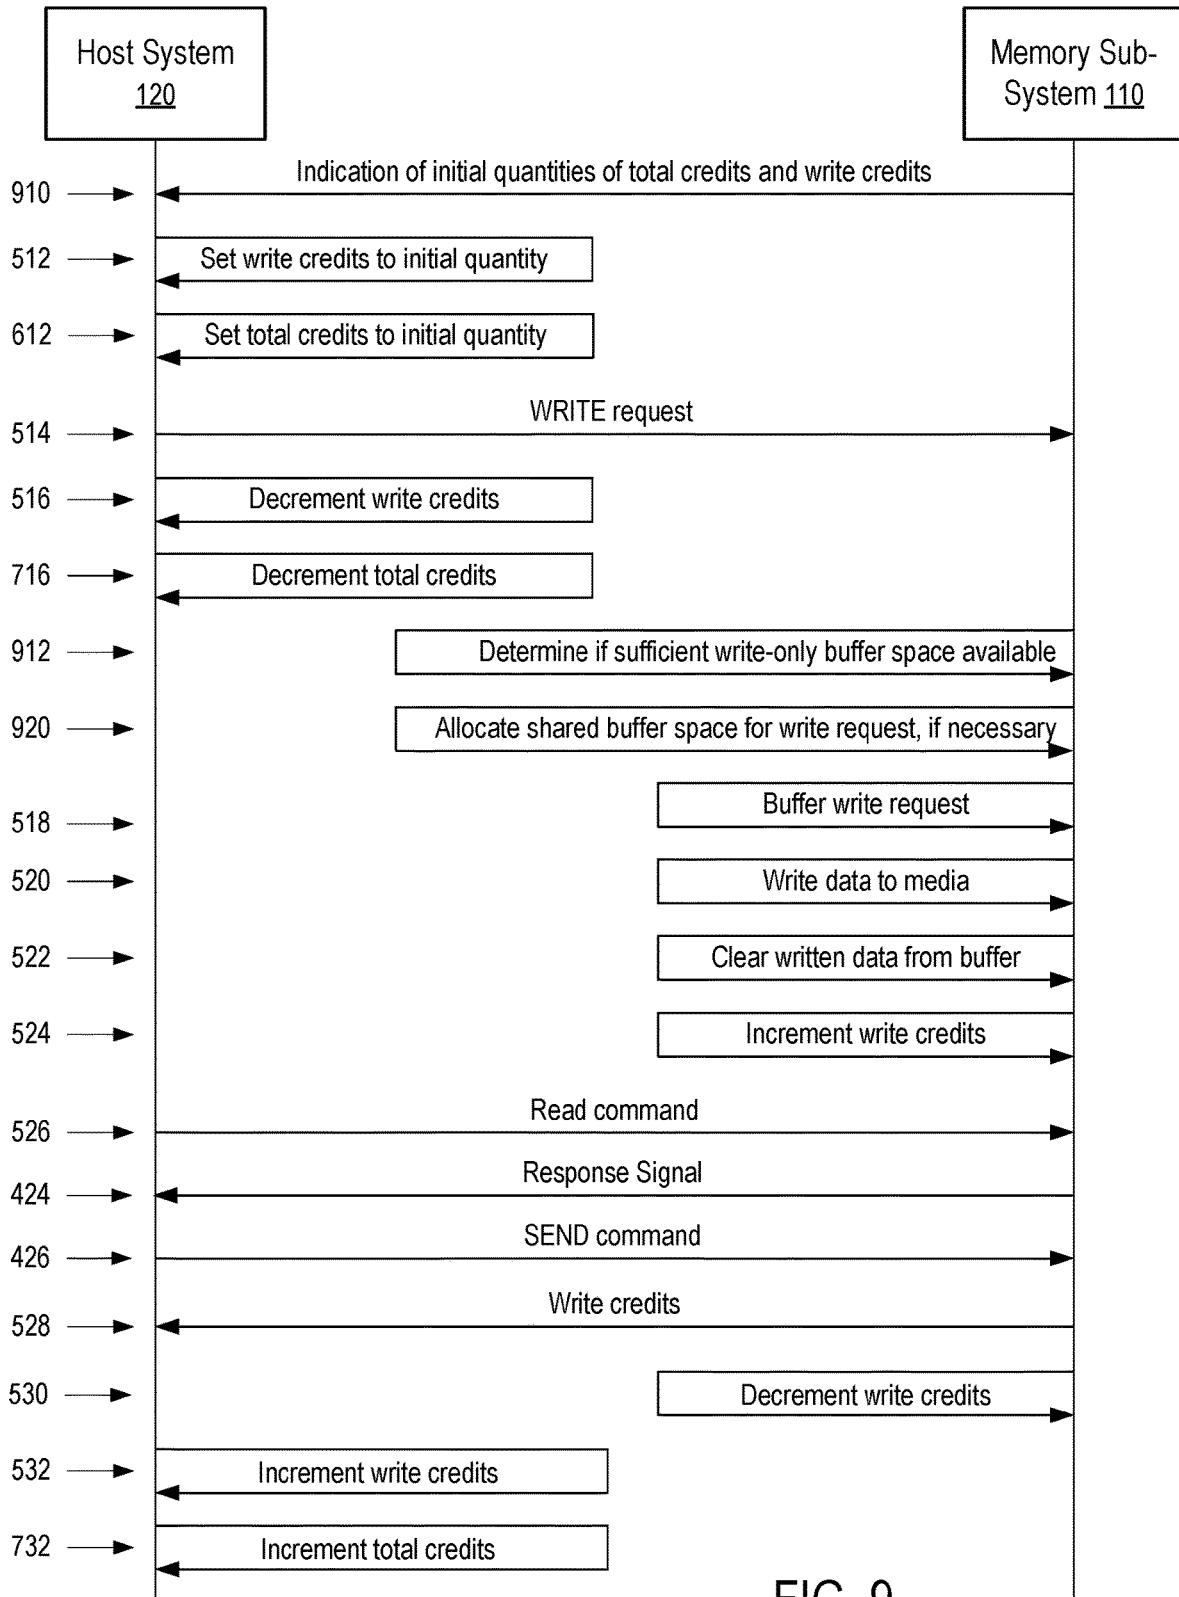 Host System
120
Memory Sub-
System 110
Indication of initial quantities of total credits and write credits
910
512
Set write credits to initial quantity
612
Set total credits to initial quantity
WRITE request
514
516
Decrement write credits
716
Decrement total credits
912
Determine if sufficient write-only buffer space available
920
Allocate shared buffer space for write request, if necessary
Buffer write request
518
520
Write data to media
522
Clear written data from buffer
524
Increment write credits
Read command
526
Response Signal
424
SEND command
426
Write credits
528
530
Decrement write credits
532
Increment write credits
732
Increment total credits
FIG. 9